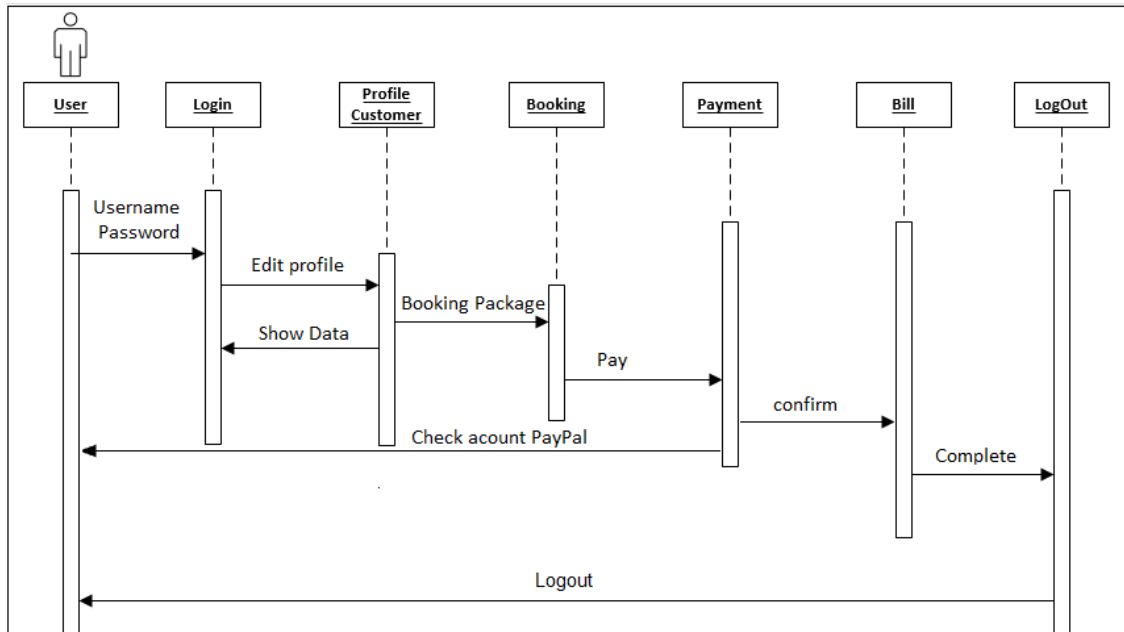 User
Login
Profile
Customer
Booking
Payment
Bill
LogOut
Username
Password
Edit profile
Booking Package
Show Data
Pay
confirm
Check acount PayPal
Complete
Logout